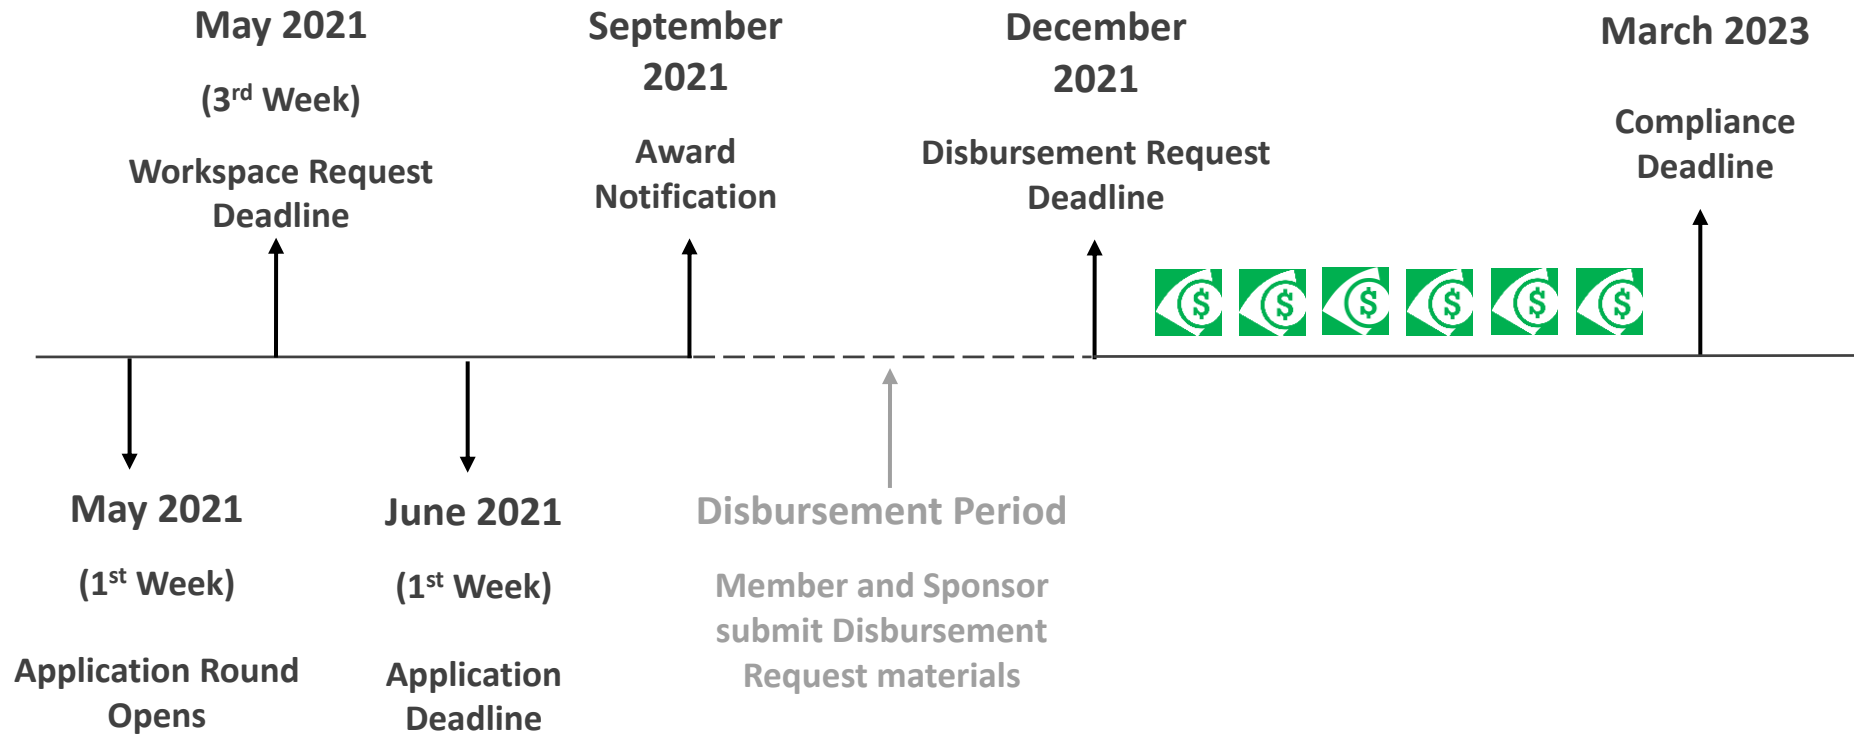 May 2021
(3rd Week)
Workspace Request
Deadline
September
2021
Award
Notification
December
2021
Disbursement Request
Deadline
March 2023
Compliance
Deadline
$ $ $ $ $ $
May 2021
(1st Week)
Application Round
Opens
June 2021
(1st Week)
Application
Deadline
Disbursement Period
Member and Sponsor
submit Disbursement
Request materials